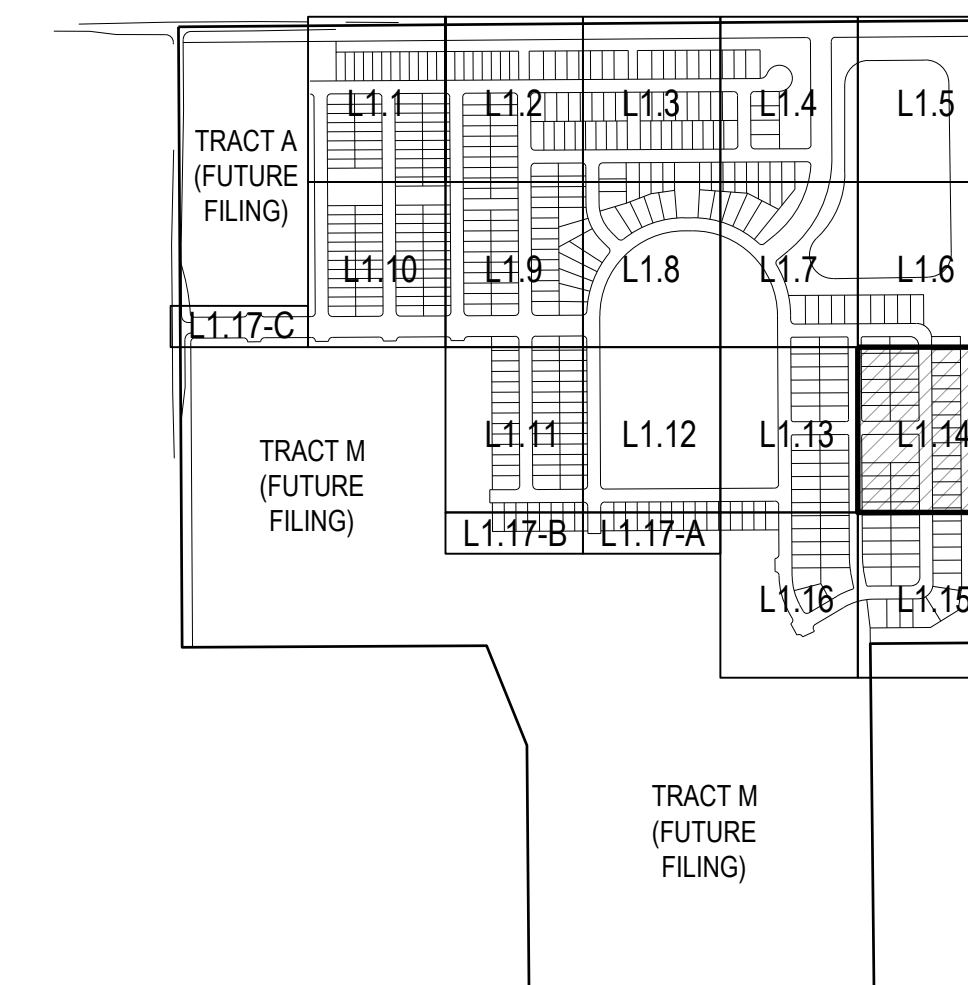 L1.1 L1.2 L1.3 L1.4 L1.5
TRACT A
(FUTURE
FILING)
L1.10 L1.9 L1.8 L1.7 L1.6
L1.17-C
L1.11 L1.12 L1.13 L1.14
TRACT M
(FUTURE
FILING)
L1.17-B L1.17-A
L1.16 L1.15
TRACT M
(FUTURE
FILING)